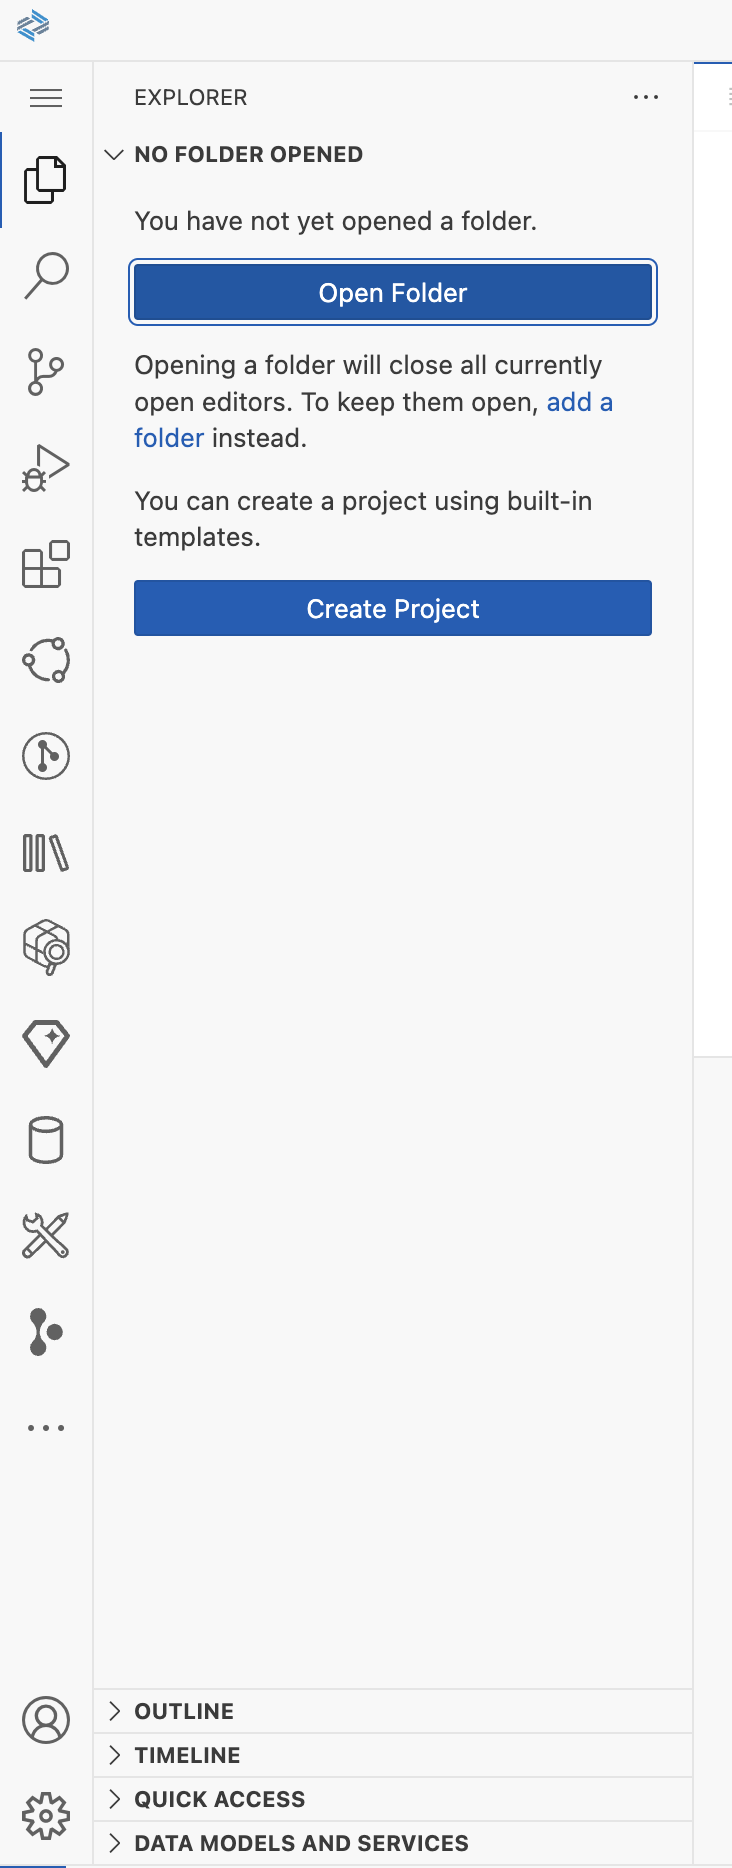 EXPLORER
NO FOLDER OPENED
You have not yet opened a folder.
Open Folder
Opening a folder will close all currently
open editors. To keep them open, add a
folder instead.
You can create a project using built-in
templates.
Create Project
OUTLINE
TIMELINE
QUICK ACCESS
DATA MODELS AND SERVICES